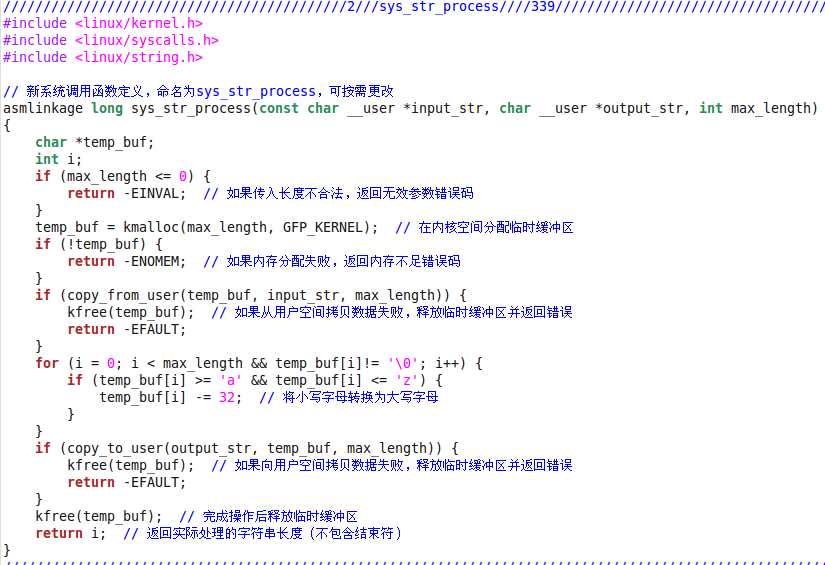 ///////////////////////////////////////////2///sys_str_process////339//////////////////////////////////
#include <linux/kernel.h>
#include <linux/syscalls.h>
#include <linux/string.h>
// 新系统调用函数定义，命名为sys_str_process，可按需更改
asmlinkage long sys_str_process(const char __user *input_str, char __user *output_str, int max_length)
{
    char *temp_buf;
    int i;
    if (max_length <= 0) {
        return -EINVAL;  // 如果传入长度不合法，返回无效参数错误码
    }
    temp_buf = kmalloc(max_length, GFP_KERNEL);  // 在内核空间分配临时缓冲区
    if (!temp_buf) {
        return -ENOMEM;  // 如果内存分配失败，返回内存不足错误码
    }
    if (copy_from_user(temp_buf, input_str, max_length)) {
        kfree(temp_buf);  // 如果从用户空间拷贝数据失败，释放临时缓冲区并返回错误
        return -EFAULT;
    }
    for (i = 0; i < max_length && temp_buf[i]!= '\0'; i++) {
        if (temp_buf[i] >= 'a' && temp_buf[i] <= 'z') {
            temp_buf[i] -= 32;  // 将小写字母转换为大写字母
        }
    }
    if (copy_to_user(output_str, temp_buf, max_length)) {
        kfree(temp_buf);  // 如果向用户空间拷贝数据失败，释放临时缓冲区并返回错误
        return -EFAULT;
    }
    kfree(temp_buf);  // 完成操作后释放临时缓冲区
    return i;  // 返回实际处理的字符串长度（不包含结束符）
}